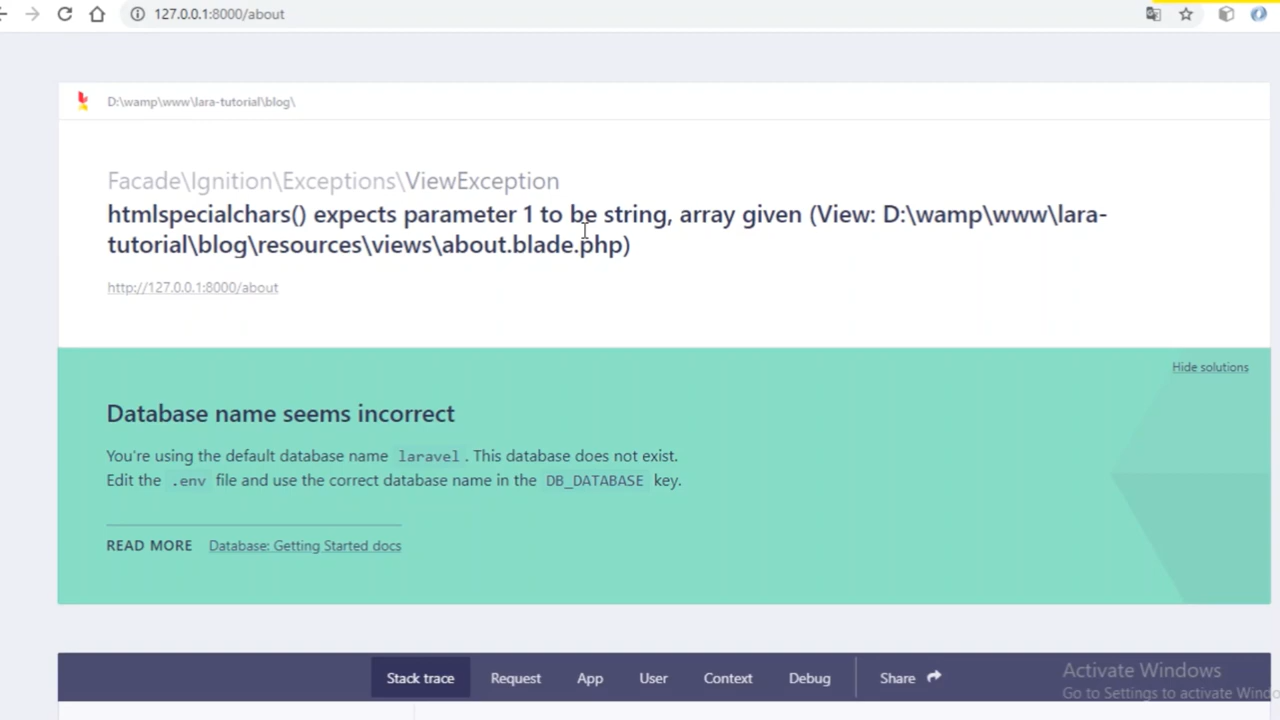 127.0.0.1:8000/about
D:\wamp\www\lara-tutorial\blog\
Facade\Ignition\Exceptions\ViewException
htmlspecialchars() expects parameter 1 to be string, array given (View: D:\wamp\www\lara-
tutorial\blog\resources\views\about.blade.php)
http://127.0.0.1:8000/about
Hide solutions
Database name seems incorrect
You're using the default database name laravel. This database does not exist.
Edit the .env file and use the correct database name in the DB_DATABASE key.
READ MORE Database: Getting Started docs
Stack trace Request App User Context Debug Share
Activate Windows
Go to Settings to activate Windo